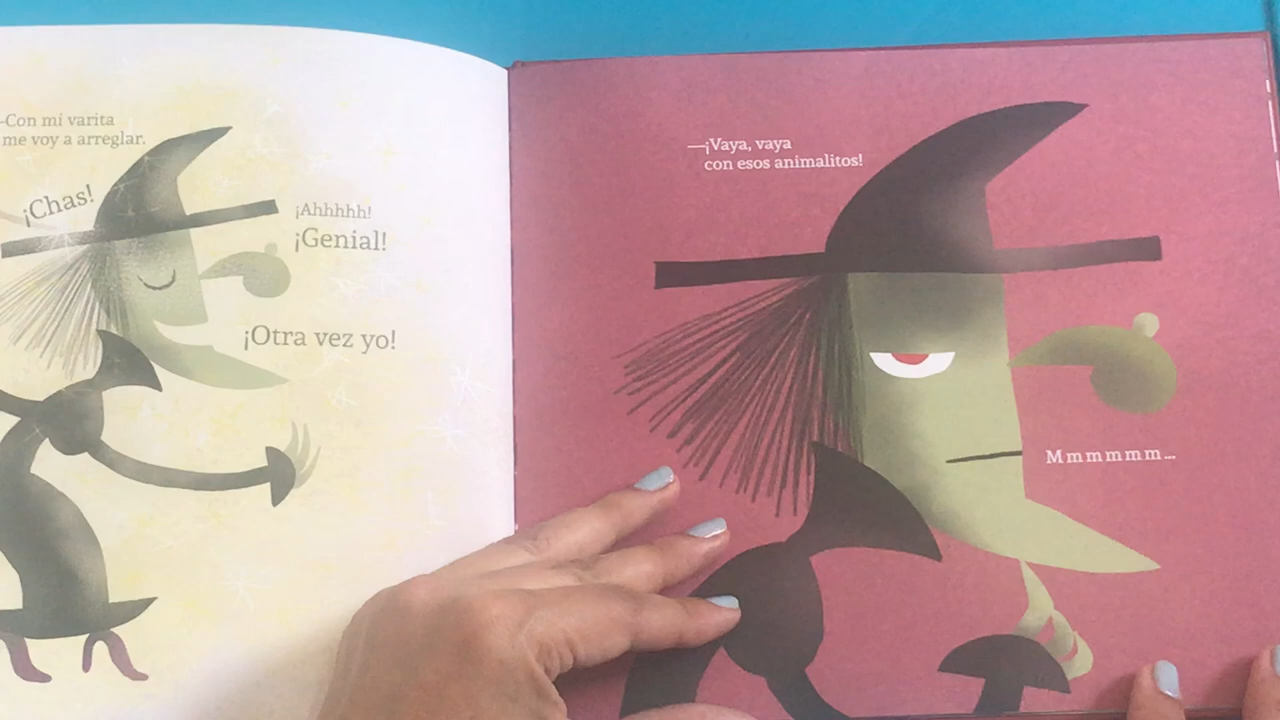 -Con mi varita
me voy a arreglar.
¡Chas!
¡Ahhhhh!
¡Genial!
¡Otra vez yo!
—¡Vaya, vaya
con esos animalitos!
Mmmmmm...